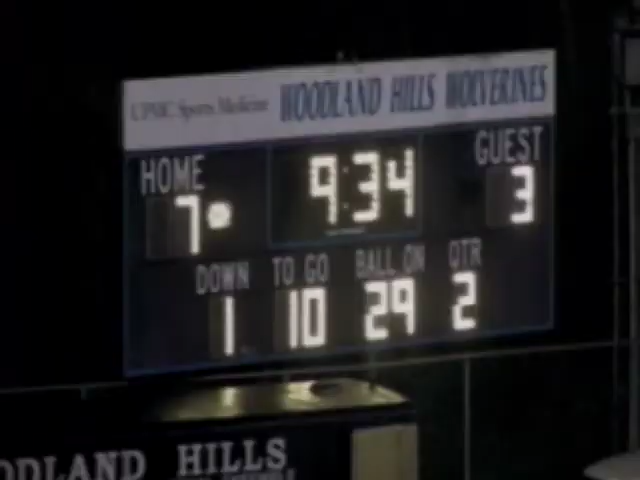 UPMC Sports Medicine WOODLAND HILLS WOLVERINES
HOME 9:34 GUEST
7 3
DOWN TO GO BALL ON QTR
1 10 29 2
WOODLAND HILLS